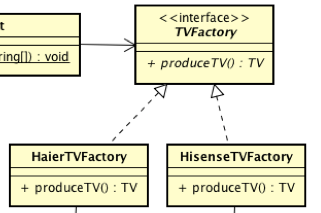 t
ring[]) : void
<<interface>>
TVFactory
+ produceTV() : TV
HaierTVFactory
+ produceTV() : TV
HisenseTVFactory
+ produceTV() : TV